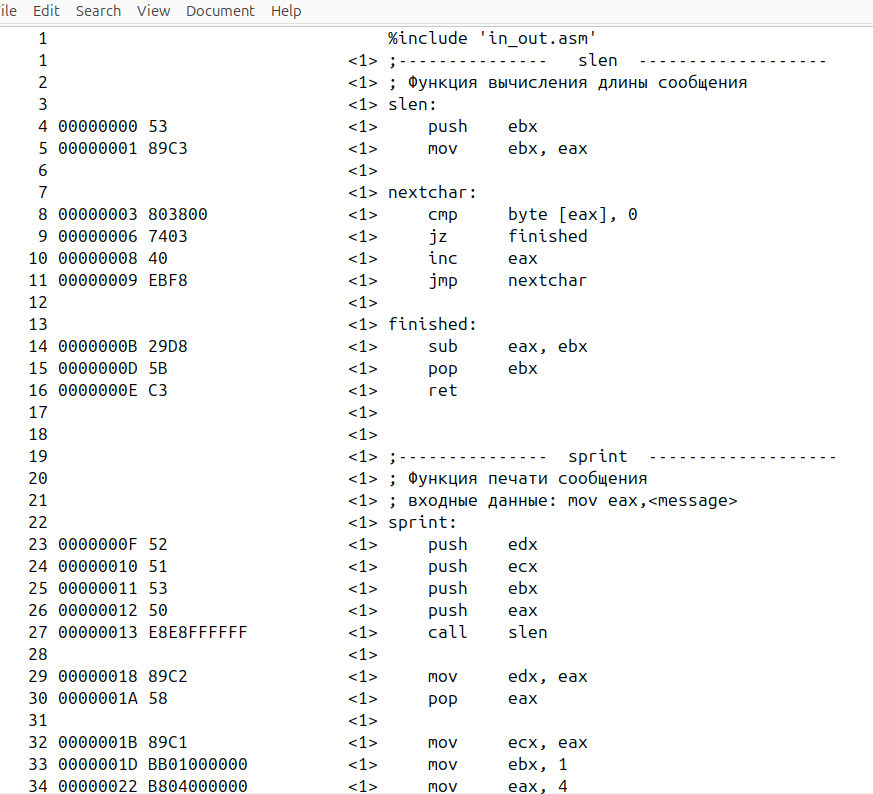 ile Edit Search View Document Help
1 %include 'in_out.asm'
1 <1> ;--------------- slen -------------------
2 <1> ; Функция вычисления длины сообщения
3 <1> slen:
4 00000000 53 <1> push ebx
5 00000001 89C3 <1> mov ebx, eax
6 <1>
7 <1> nextchar:
8 00000003 803800 <1> cmp byte [eax], 0
9 00000006 7403 <1> jz finished
10 00000008 40 <1> inc eax
11 00000009 EBF8 <1> jmp nextchar
12 <1>
13 <1> finished:
14 0000000B 29D8 <1> sub eax, ebx
15 0000000D 5B <1> pop ebx
16 0000000E C3 <1> ret
17 <1>
18 <1>
19 <1> ;--------------- sprint -------------------
20 <1> ; Функция печати сообщения
21 <1> ; входные данные: mov eax,<message>
22 <1> sprint:
23 0000000F 52 <1> push edx
24 00000010 51 <1> push ecx
25 00000011 53 <1> push ebx
26 00000012 50 <1> push eax
27 00000013 E8E8FFFFFF <1> call slen
28 <1>
29 00000018 89C2 <1> mov edx, eax
30 0000001A 58 <1> pop eax
31 <1>
32 0000001B 89C1 <1> mov ecx, eax
33 0000001D BB01000000 <1> mov ebx, 1
34 00000022 B804000000 <1> mov eax, 4